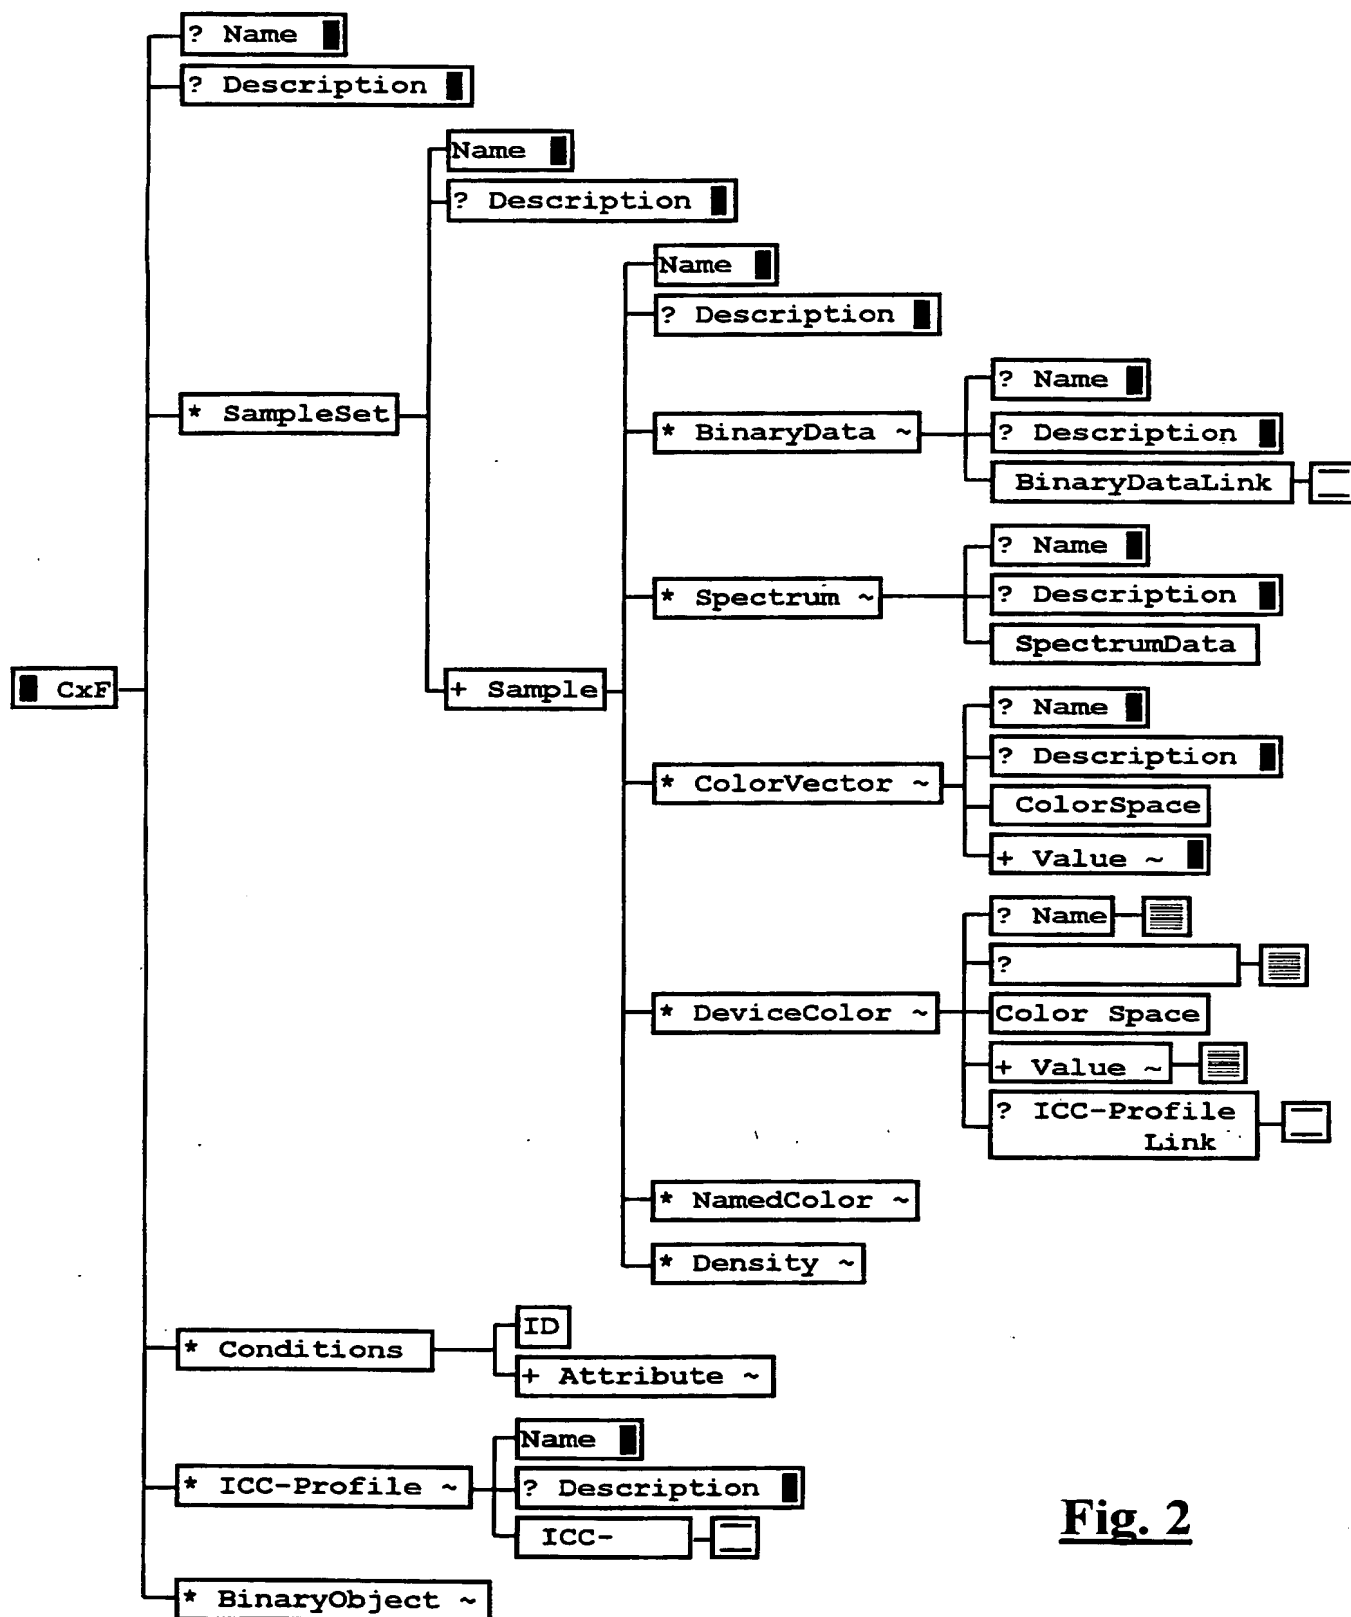 ? Name
? Description
Name
? Description
Name
? Description
? Name
* SampleSet
* BinaryData ~
? Description
BinaryDataLink
? Name
* Spectrum ~
? Description
SpectrumData
CxF
+ Sample
? Name
? Description
* ColorVector ~
ColorSpace
+ Value ~
? Name
?
* DeviceColor ~
Color Space
+ Value ~
? ICC-Profile
Link
* NamedColor ~
* Density ~
ID
* Conditions
+ Attribute ~
Name
* ICC-Profile ~
? Description
ICC-
Fig. 2
* BinaryObject ~